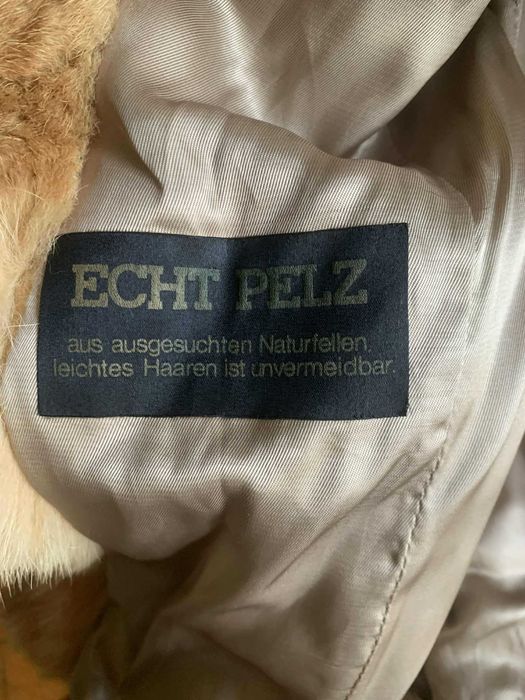 ECHT PELZ
aus ausgesuchten Naturfellen,
leichtes Haaren ist unvermeidbar.